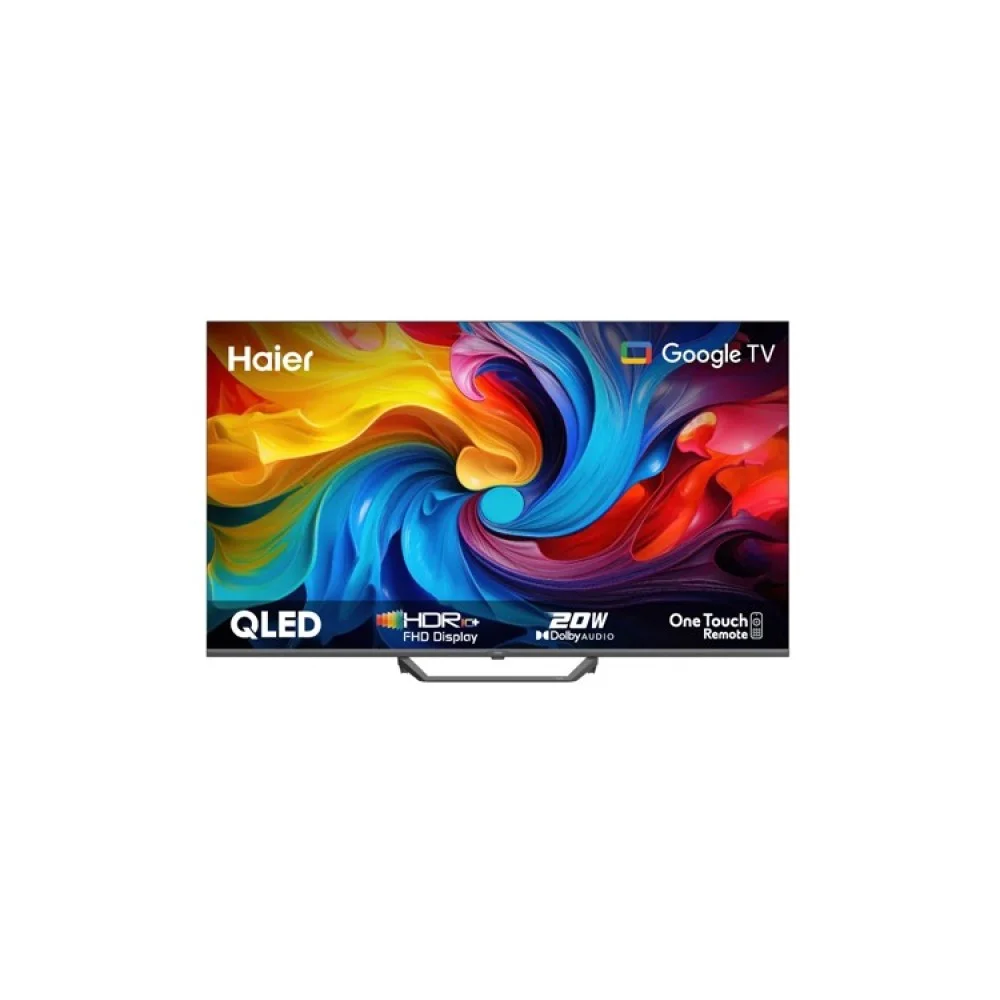 Haier
Google TV
QLED
HDR10+
FHD Display
20W
Dolby AUDIO
One Touch
Remote